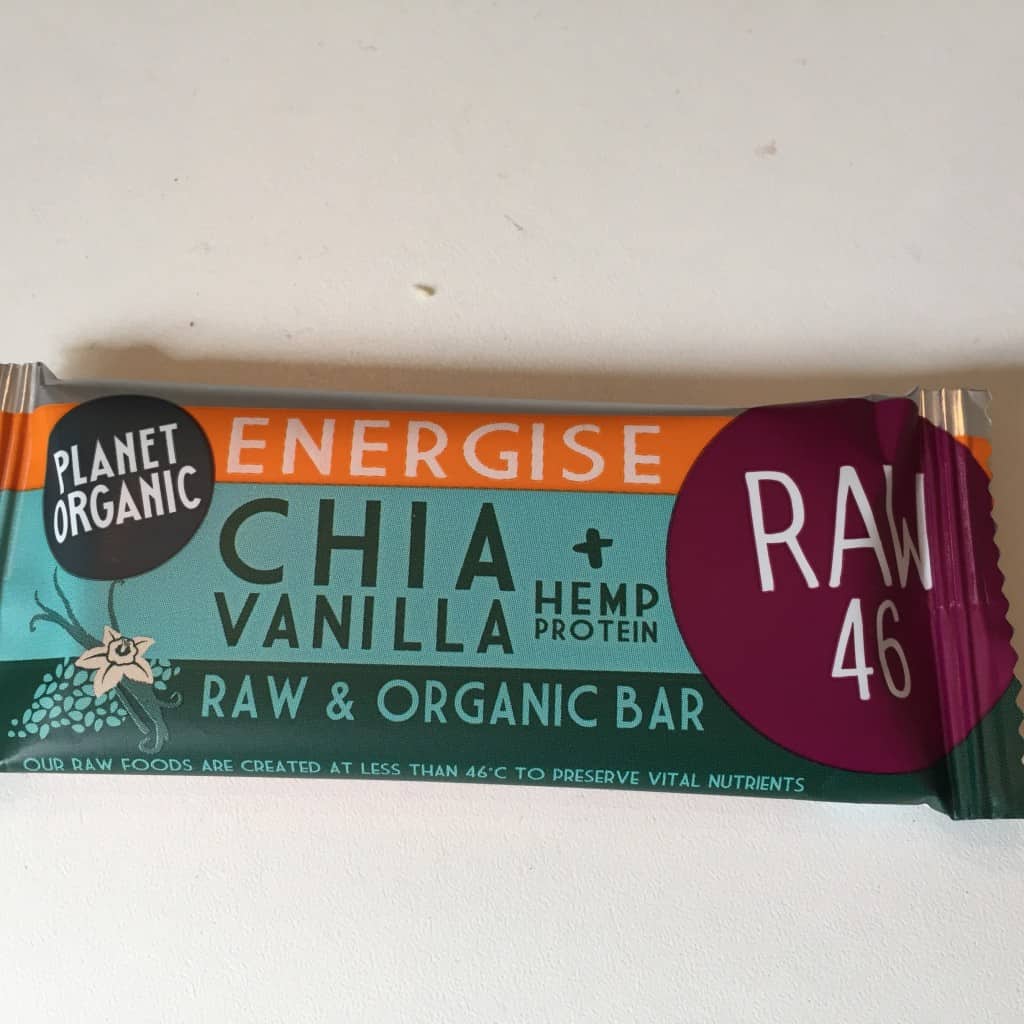 PLANET
ORGANIC
ENERGISE
CHIA +
VANILLA
HEMP
PROTEIN
RAW & ORGANIC BAR
OUR RAW FOODS ARE CREATED AT LESS THAN 46°C TO PRESERVE VITAL NUTRIENTS
RAW
46